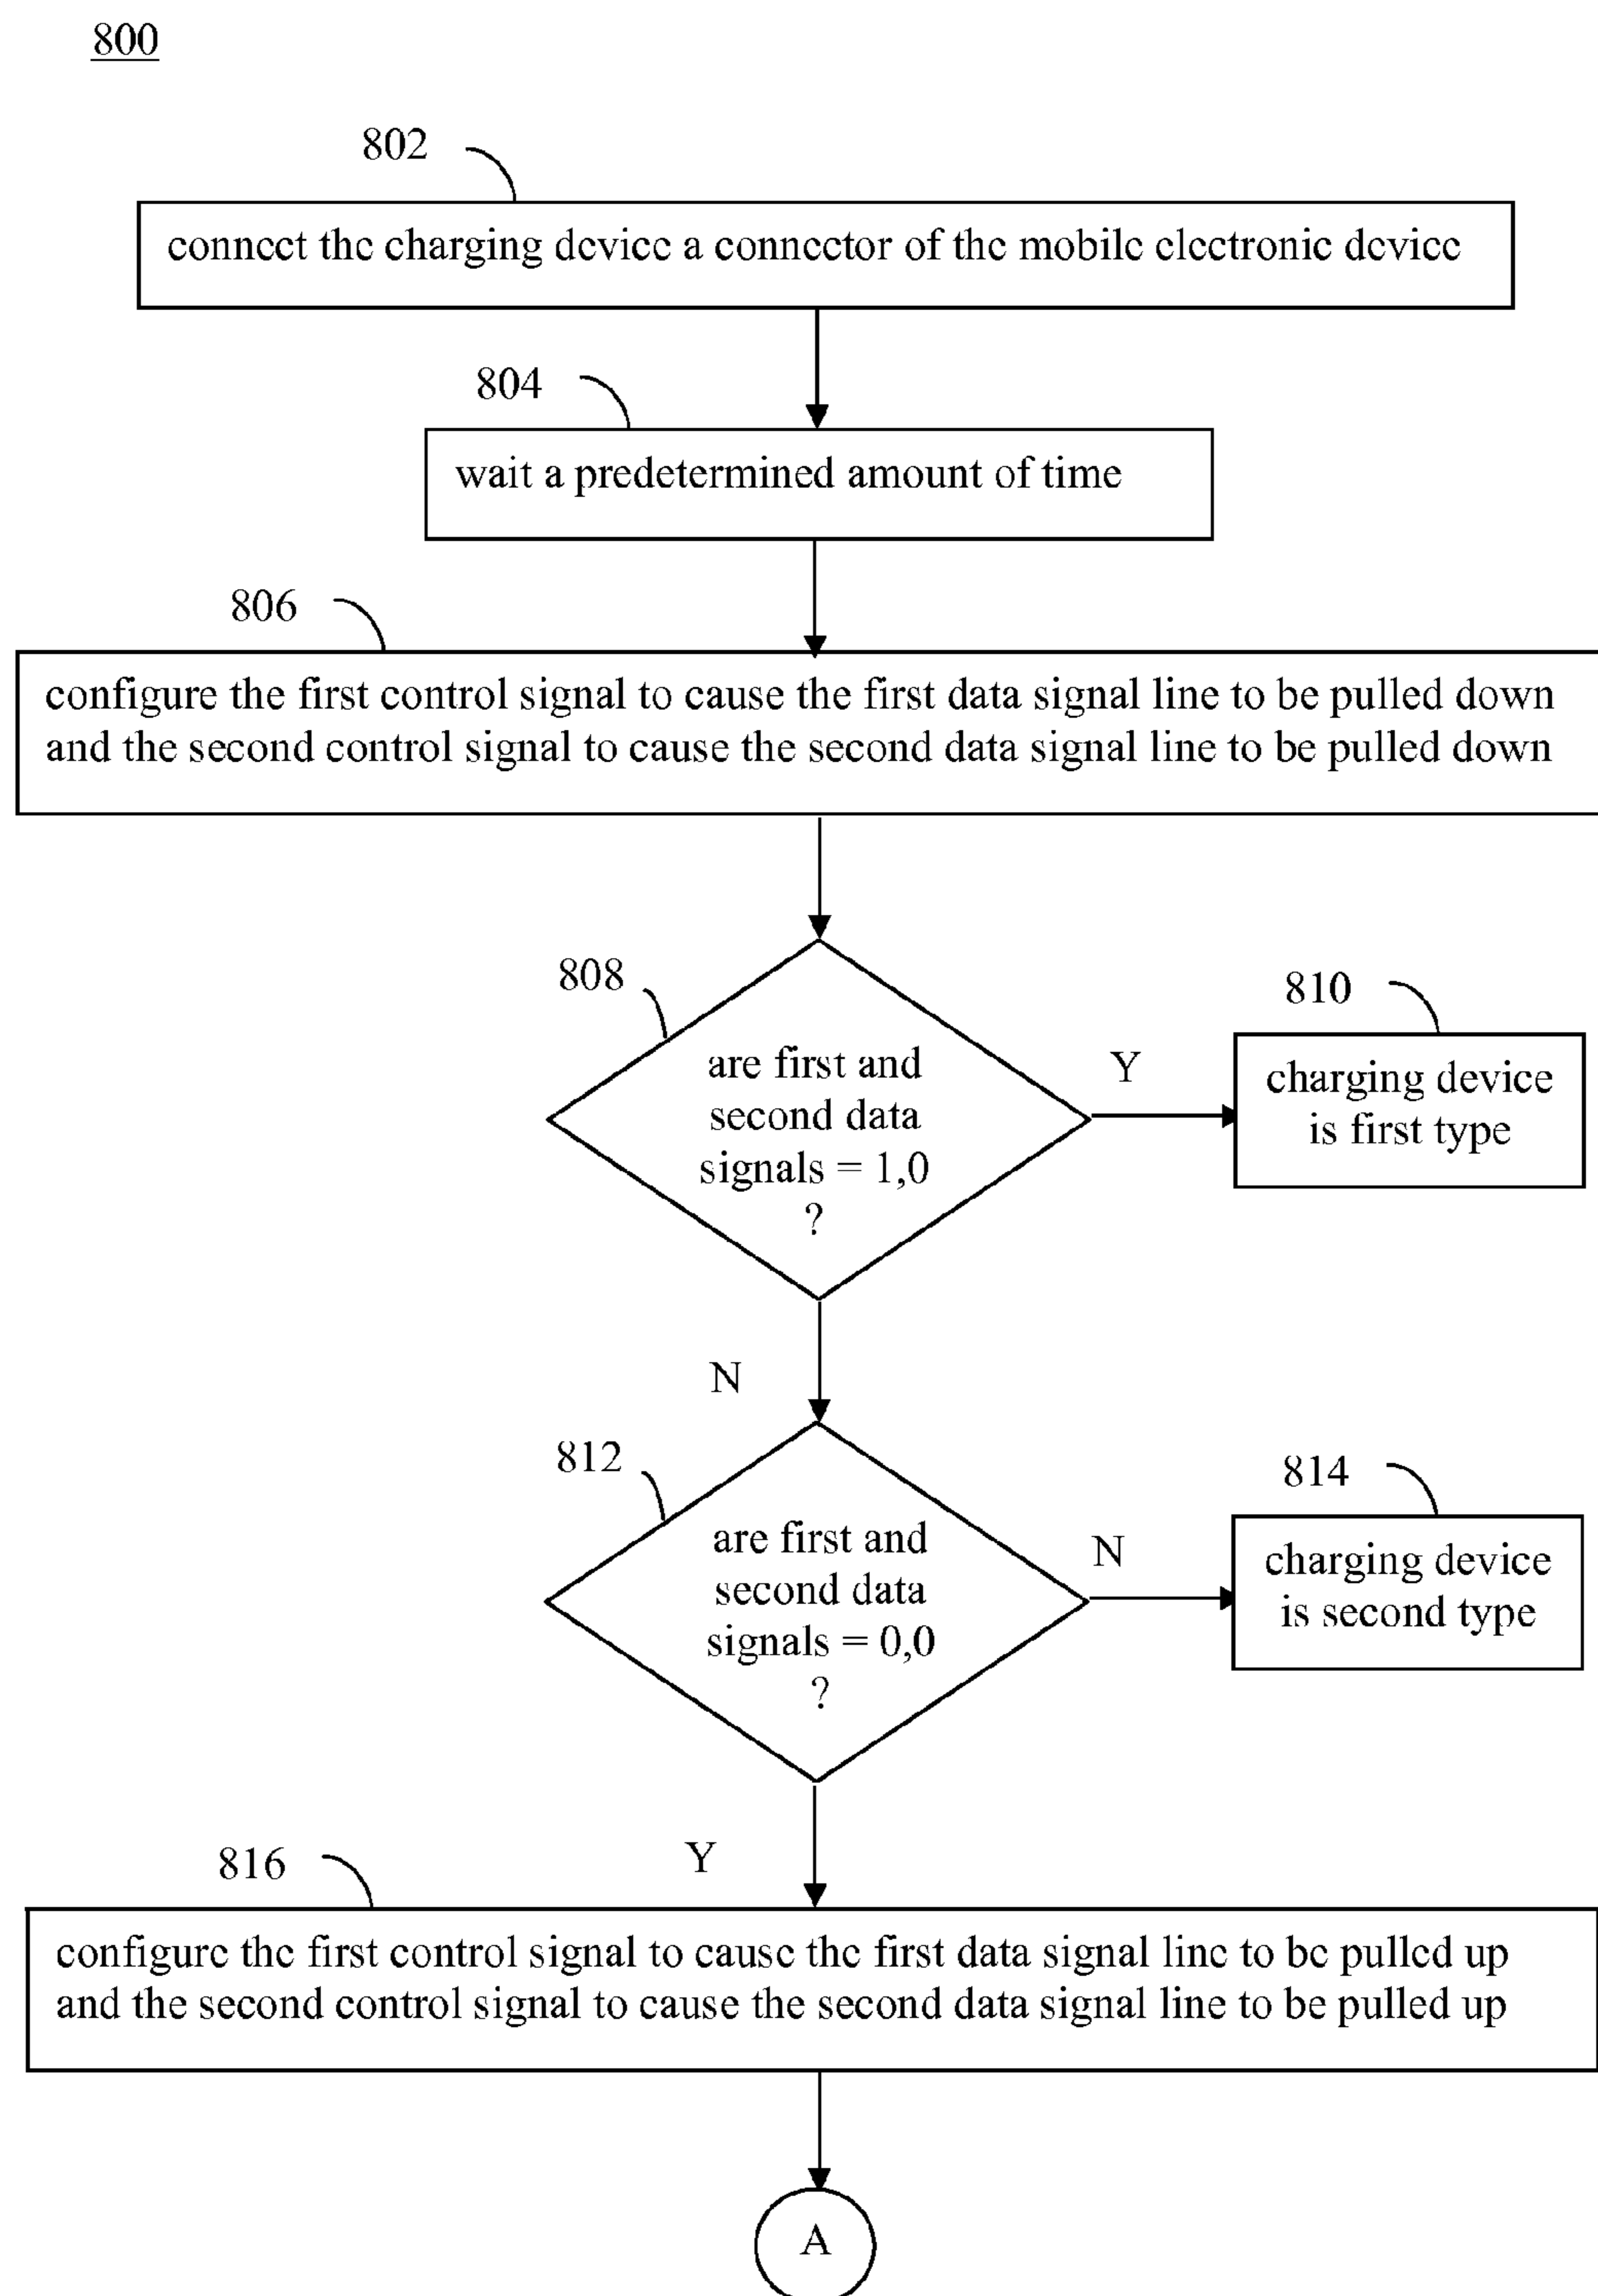 800
802
connect the charging device a connector of the mobile electronic device
804
wait a predetermined amount of time
806
configure the first control signal to cause the first data signal line to be pulled down
and the second control signal to cause the second data signal line to be pulled down
808
are first and
second data
signals = 1,0
?
Y
810
charging device
is first type
N
812
are first and
second data
signals = 0,0
?
N
814
charging device
is second type
Y
816
configure the first control signal to cause the first data signal line to be pulled up
and the second control signal to cause the second data signal line to be pulled up
A